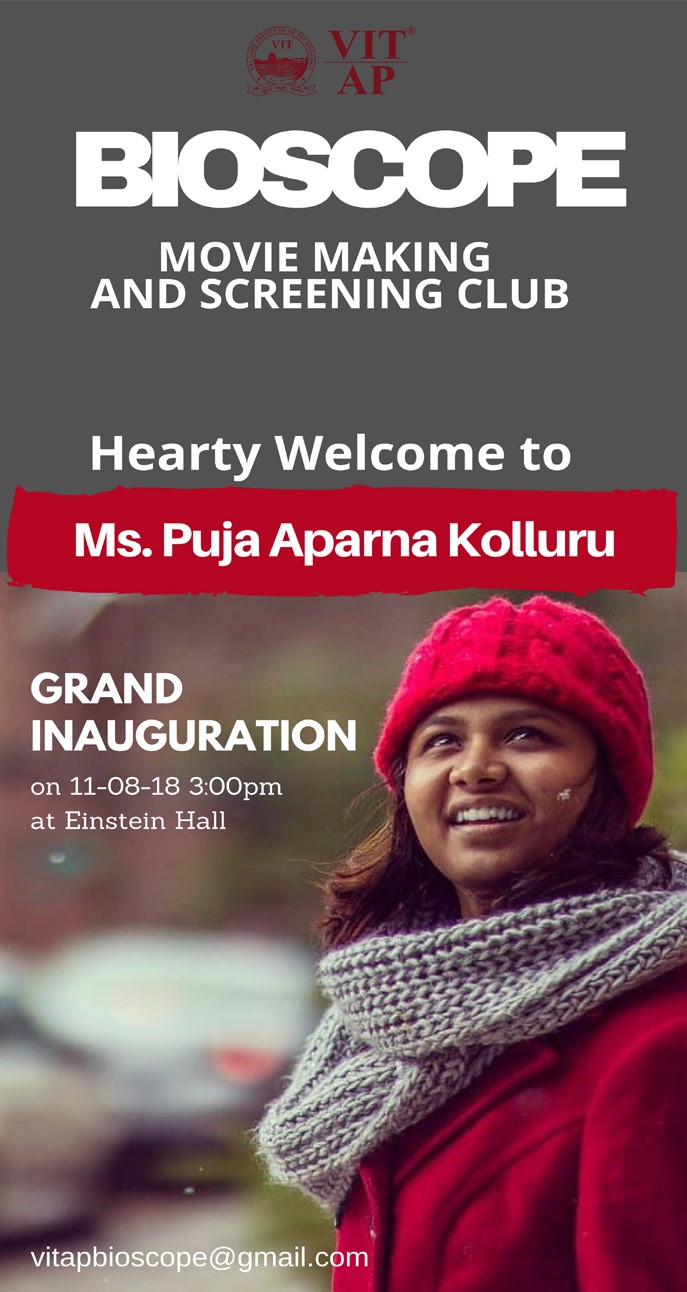 VIT
VIT®
AP
BIOSCOPE
MOVIE MAKING
AND SCREENING CLUB
Hearty Welcome to
Ms. Puja Aparna Kolluru
GRAND
INAUGURATION
on 11-08-18 3:00pm
at Einstein Hall
vitapbioscope@gmail.com